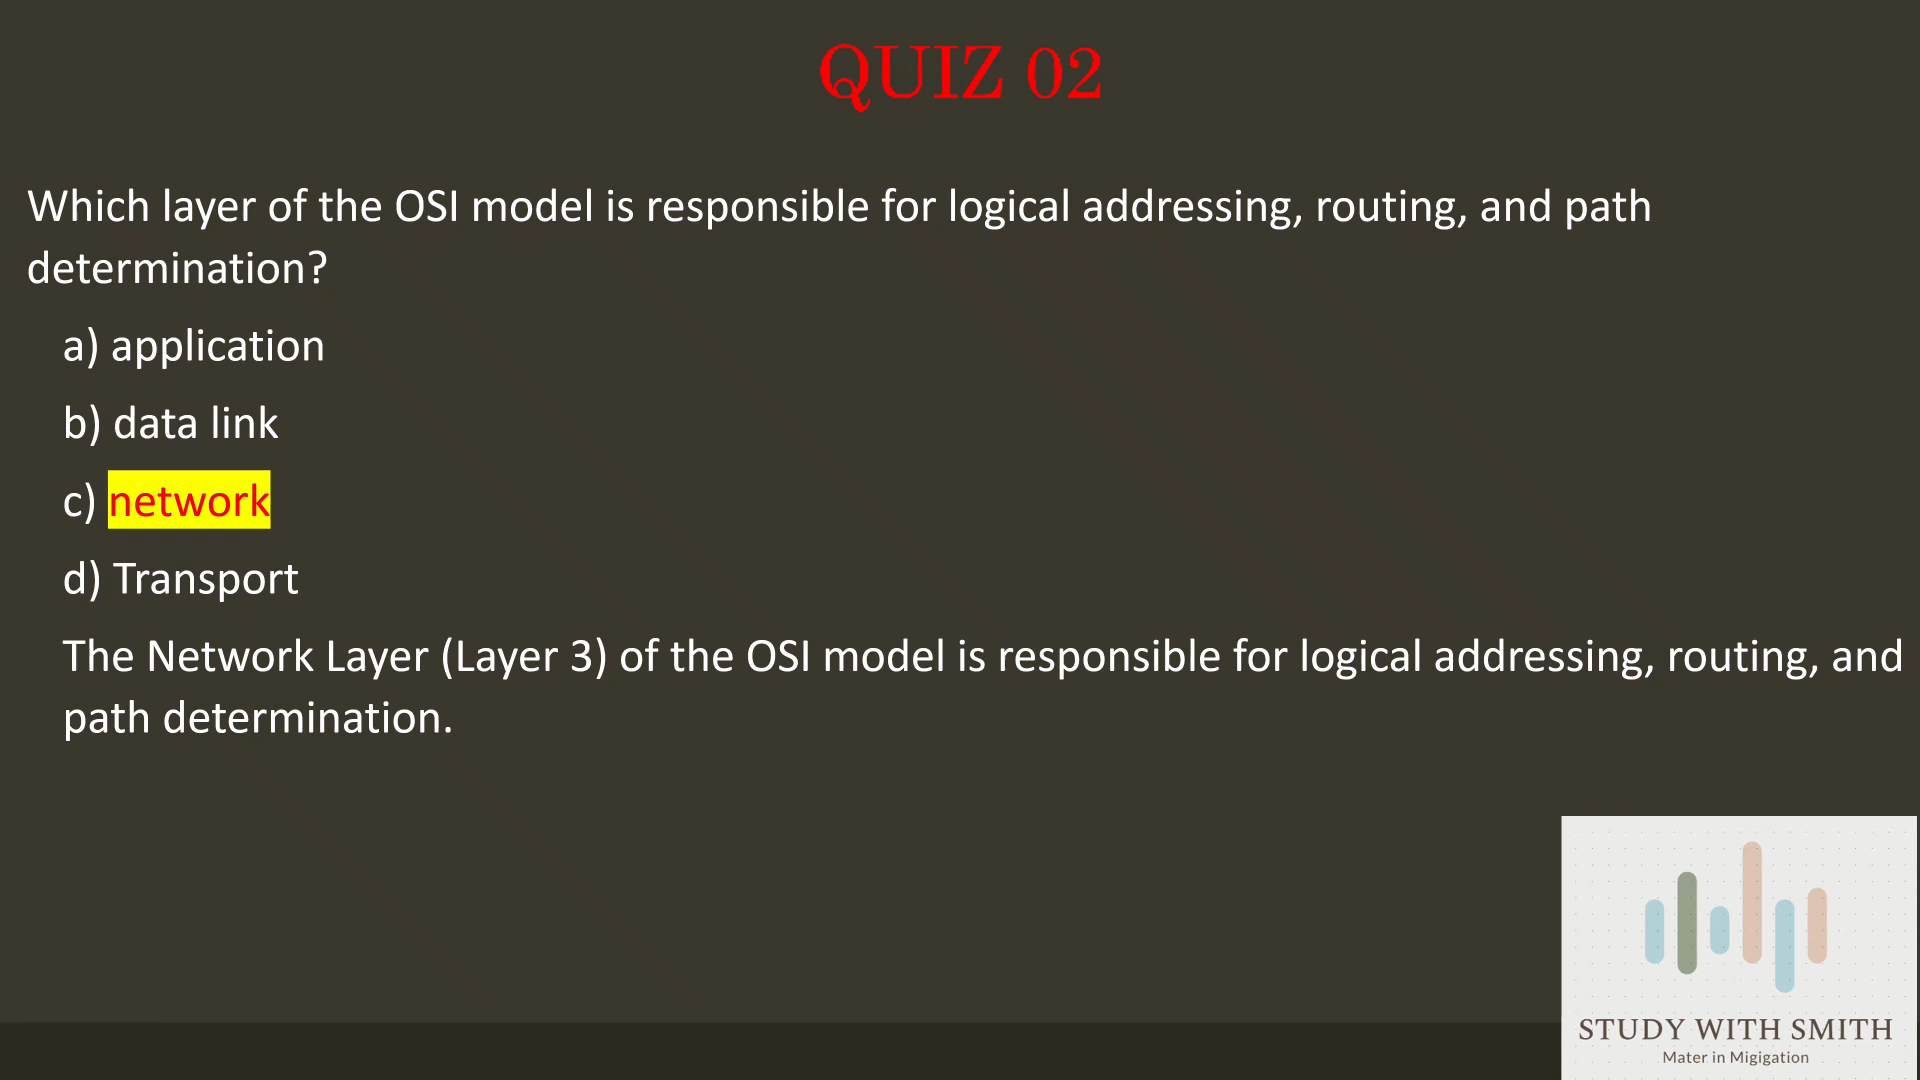 QUIZ 02
Which layer of the OSI model is responsible for logical addressing, routing, and path
determination?
a) application
b) data link
c) network
d) Transport
The Network Layer (Layer 3) of the OSI model is responsible for logical addressing, routing, and
path determination.
STUDY WITH SMITH
Mater in Migigation